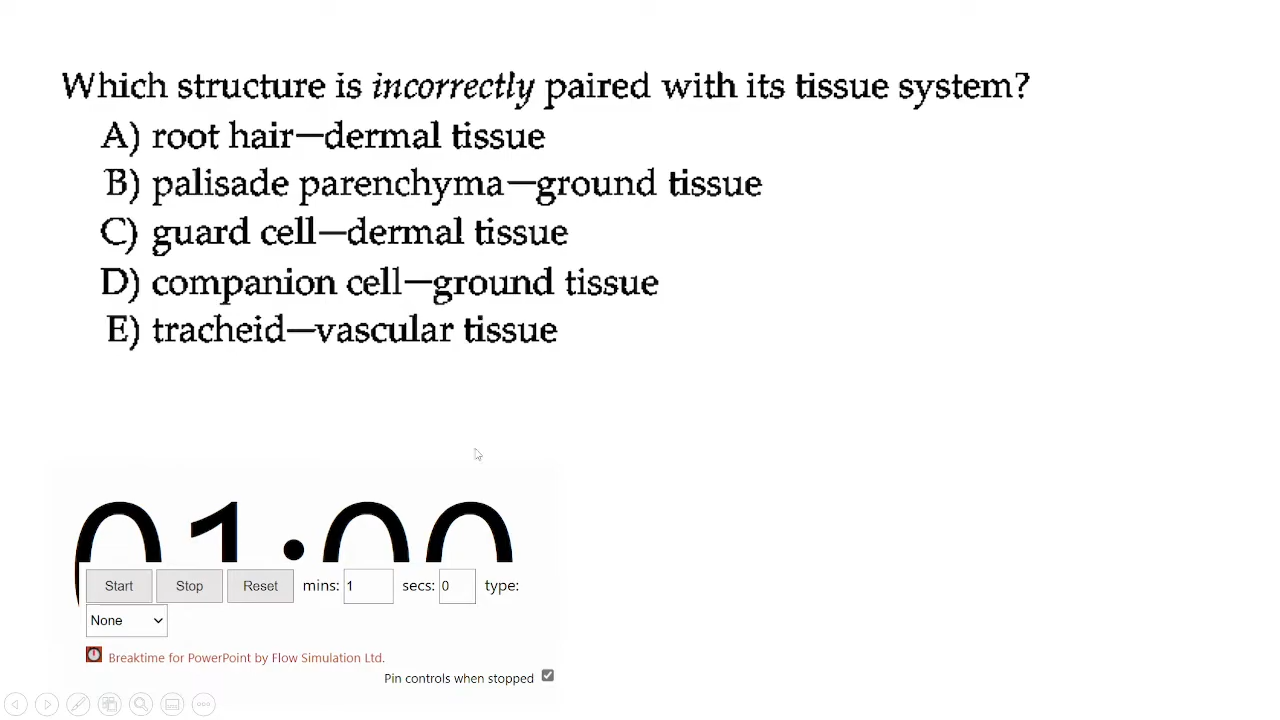 Which structure is incorrectly paired with its tissue system?
A) root hair—dermal tissue
B) palisade parenchyma—ground tissue
C) guard cell—dermal tissue
D) companion cell—ground tissue
E) tracheid—vascular tissue
01:00
Start Stop Reset mins: 1 secs: 0 type:
None
Breaktime for PowerPoint by Flow Simulation Ltd.
Pin controls when stopped